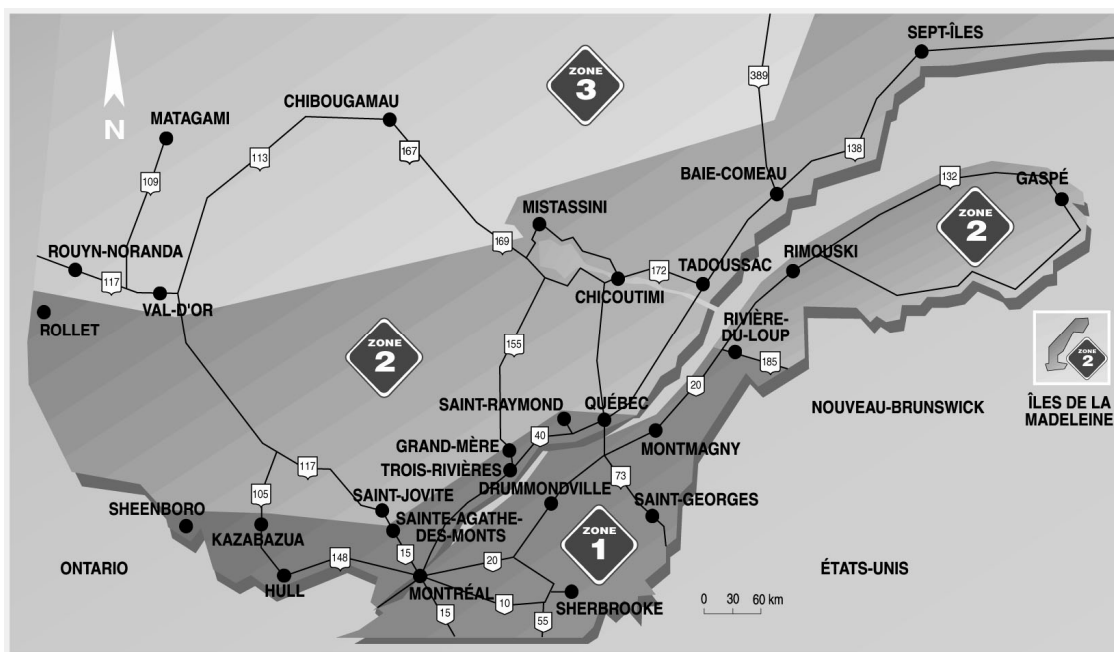 SEPT-ÎLES
ZONE
3
389
CHIBOUGAMAU
N
MATAGAMI
167
138
113
132
109
BAIE-COMEAU
GASPÉ
MISTASSINI
ZONE
2
ROUYN-NORANDA
169
RIMOUSKI
172
TADOUSSAC
117
CHICOUTIMI
VAL-D'OR
ROLLET
RIVIÈRE-
DU-LOUP
155
ZONE
2
185
ZONE
2
20
SAINT-RAYMOND
QUÉBEC
NOUVEAU-BRUNSWICK
ÎLES DE LA
MADELEINE
40
GRAND-MÈRE
MONTMAGNY
117
TROIS-RIVIÈRES
73
105
DRUMMONDVILLE
SAINT-JOVITE
SAINT-GEORGES
SHEENBORO
SAINTE-AGATHE-
DES-MONTS
KAZABAZUA
ZONE
1
15
148
20
ONTARIO
ÉTATS-UNIS
HULL
MONTRÉAL
SHERBROOKE
0 30 60 km
10
15
55